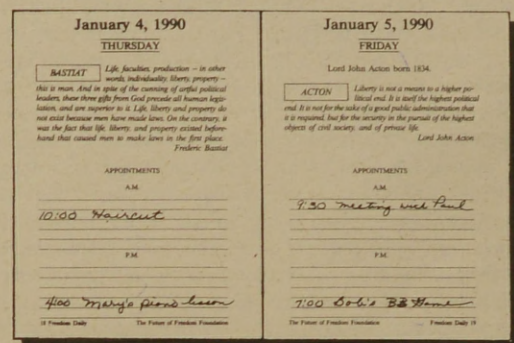 January 4, 1990
THURSDAY
BASTIAT
Life, faculties, production – in other
words, individuality, liberty, property –
this is man. And in spite of the cunning of artful political
leaders, these three gifts from God precede all human legis-
lation, and are superior to it. Life, liberty and property do
not exist because men have made laws. On the contrary, it
was the fact that life, liberty, and property existed before-
hand that caused men to make laws in the first place.
Frederic Bastiat
APPOINTMENTS
A.M.
10:00 Haircut
P.M.
4:00 Mary's piano lesson
18 Freedom Daily
The Future of Freedom Foundation
January 5, 1990
FRIDAY
Lord John Acton born 1834.
ACTON
Liberty is not a means to a higher po-
litical end. It is itself the highest political
end. It is not for the sake of a good public administration that
it is required, but for the security in the pursuit of the highest
objects of civil society, and of private life.
Lord John Acton
APPOINTMENTS
A.M.
9:30 Meeting with Paul
P.M.
7:00 Bobi's BB Game
The Future of Freedom Foundation
Freedom Daily 19